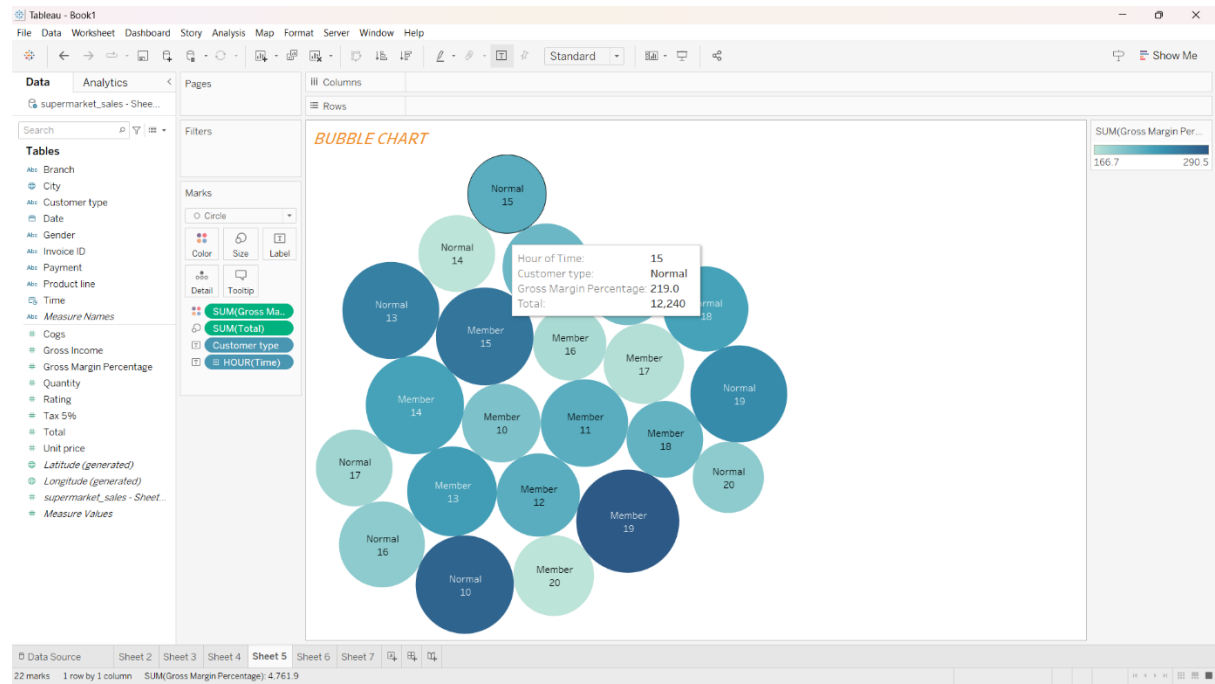 Tableau - Book1
File Data Worksheet Dashboard Story Analysis Map Format Server Window Help
Standard
Show Me
Data Analytics
supermarket_sales - Shee...
Search
Tables
Abc Branch
City
Abc Customer type
Date
Abc Gender
Abc Invoice ID
Abc Payment
Abc Product line
Time
Abc Measure Names
# Cogs
# Gross Income
# Gross Margin Percentage
# Quantity
# Rating
# Tax 5%
# Total
# Unit price
Latitude (generated)
Longitude (generated)
# supermarket_sales - Sheet...
# Measure Values
Pages
Filters
Marks
Circle
Color Size Label
Detail Tooltip
SUM(Gross Ma..
SUM(Total)
Customer type
HOUR(Time)
Columns
Rows
BUBBLE CHART
Normal
15
Normal
14
Hour of Time: 15
Customer type: Normal
Gross Margin Percentage: 219.0
Total: 12,240
Normal
13
18
Member
15
Member
16
Member
17
Normal
19
Member
14
Member
10
Member
11
Member
18
Normal
17
Normal
20
Member
13
Member
12
Member
19
Normal
16
Normal
10
Member
20
SUM(Gross Margin Per...
166.7 290.5
Data Source Sheet 2 Sheet 3 Sheet 4 Sheet 5 Sheet 6 Sheet 7
22 marks 1 row by 1 column SUM(Gross Margin Percentage): 4,761.9